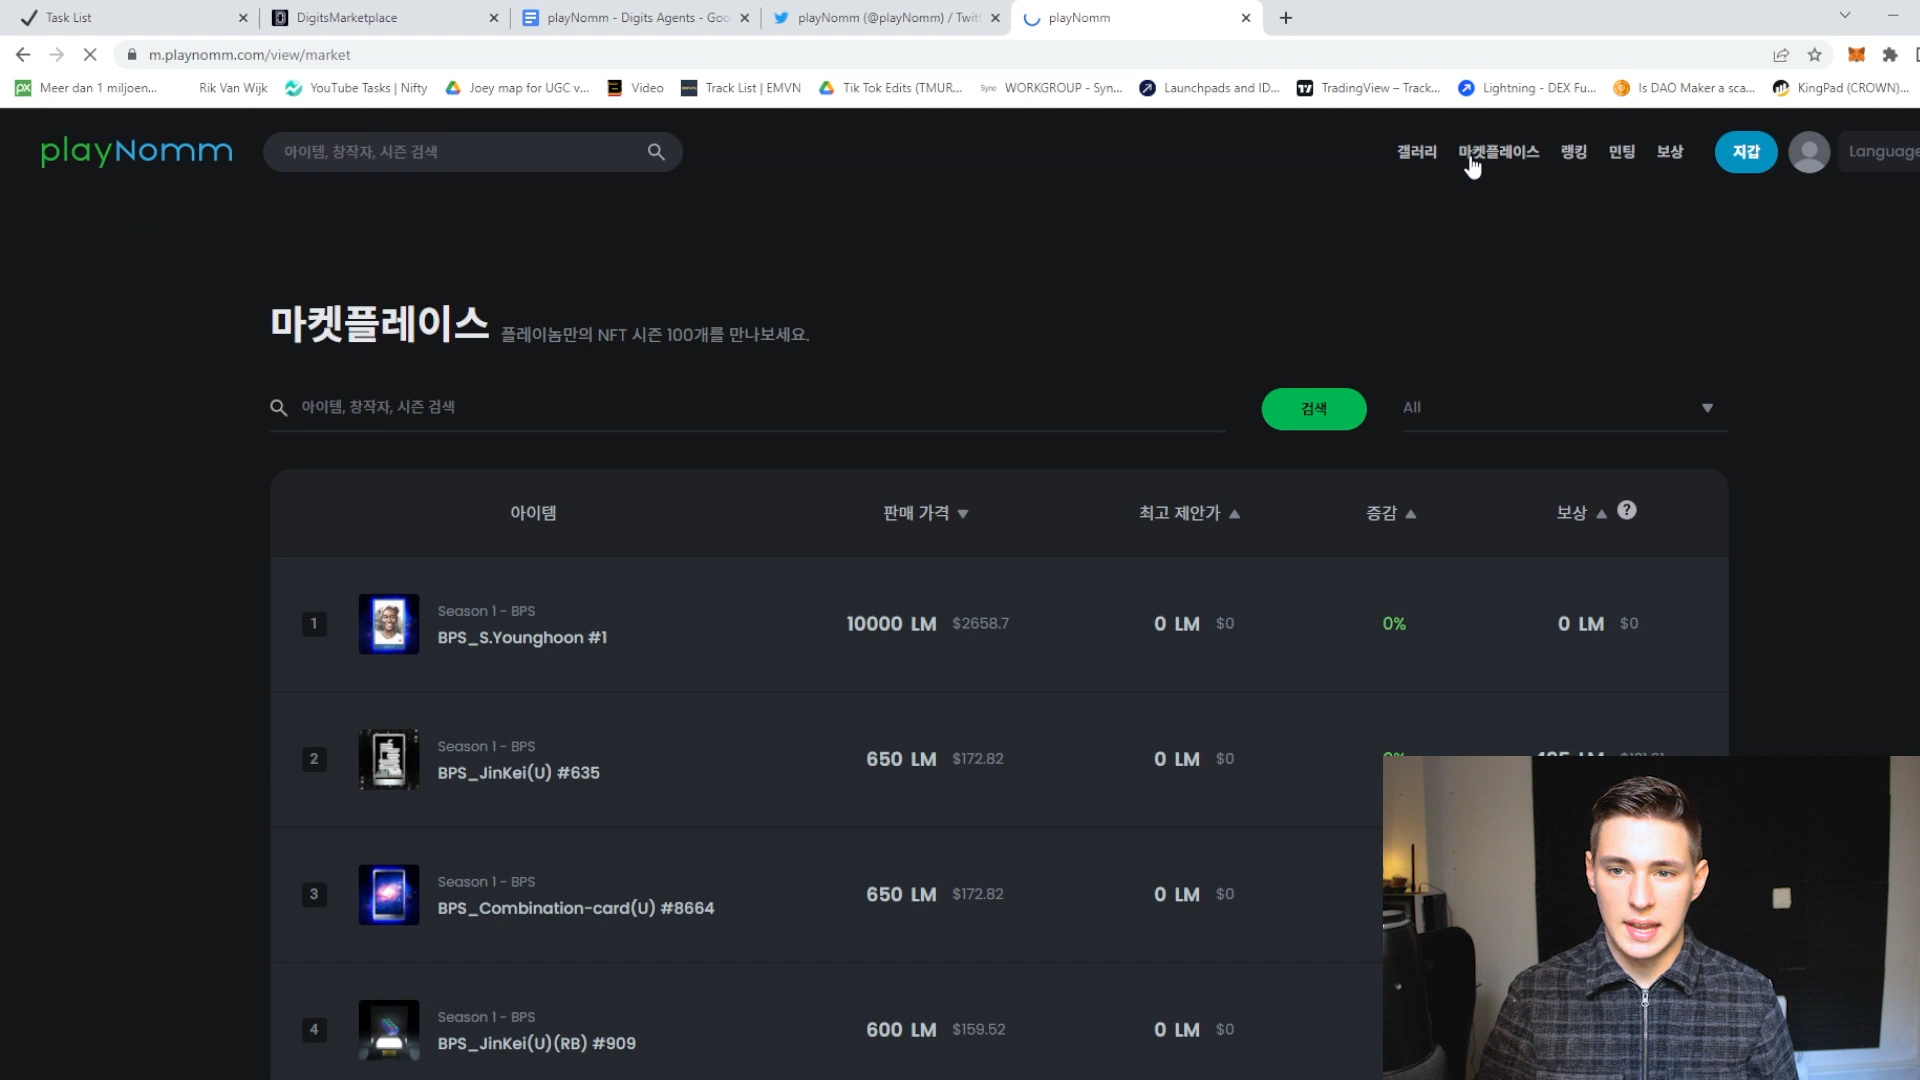 Task List
DigitsMarketplace
playNomm - Digits Agents - Goo
playNomm (@playNomm) / Twit
playNomm
m.playnomm.com/view/market
Meer dan 1 miljoen...
Rik Van Wijk
YouTube Tasks | Nifty
Joey map for UGC v...
Video
Track List | EMVN
Tik Tok Edits (TMUR...
WORKGROUP - Syn...
Launchpads and ID...
TradingView – Track...
Lightning - DEX Fu...
Is DAO Maker a sca...
KingPad (CROWN)...
playNomm
아이템, 창작자, 시즌 검색
갤러리
마켓플레이스
랭킹
민팅
보상
지갑
Language
마켓플레이스 플레이놈만의 NFT 시즌 100개를 만나보세요.
아이템, 창작자, 시즌 검색
검색
All
아이템 판매 가격 ▼ 최고 제안가 ▲ 증감 ▲ 보상 ▲ ?
Season 1 - BPS
1 BPS_S.Younghoon #1 10000 LM $2658.7 0 LM $0 0% 0 LM $0
Season 1 - BPS
2 BPS_JinKei(U) #635 650 LM $172.82 0 LM $0
Season 1 - BPS
3 BPS_Combination-card(U) #8664 650 LM $172.82 0 LM $0
Season 1 - BPS
4 BPS_JinKei(U)(RB) #909 600 LM $159.52 0 LM $0